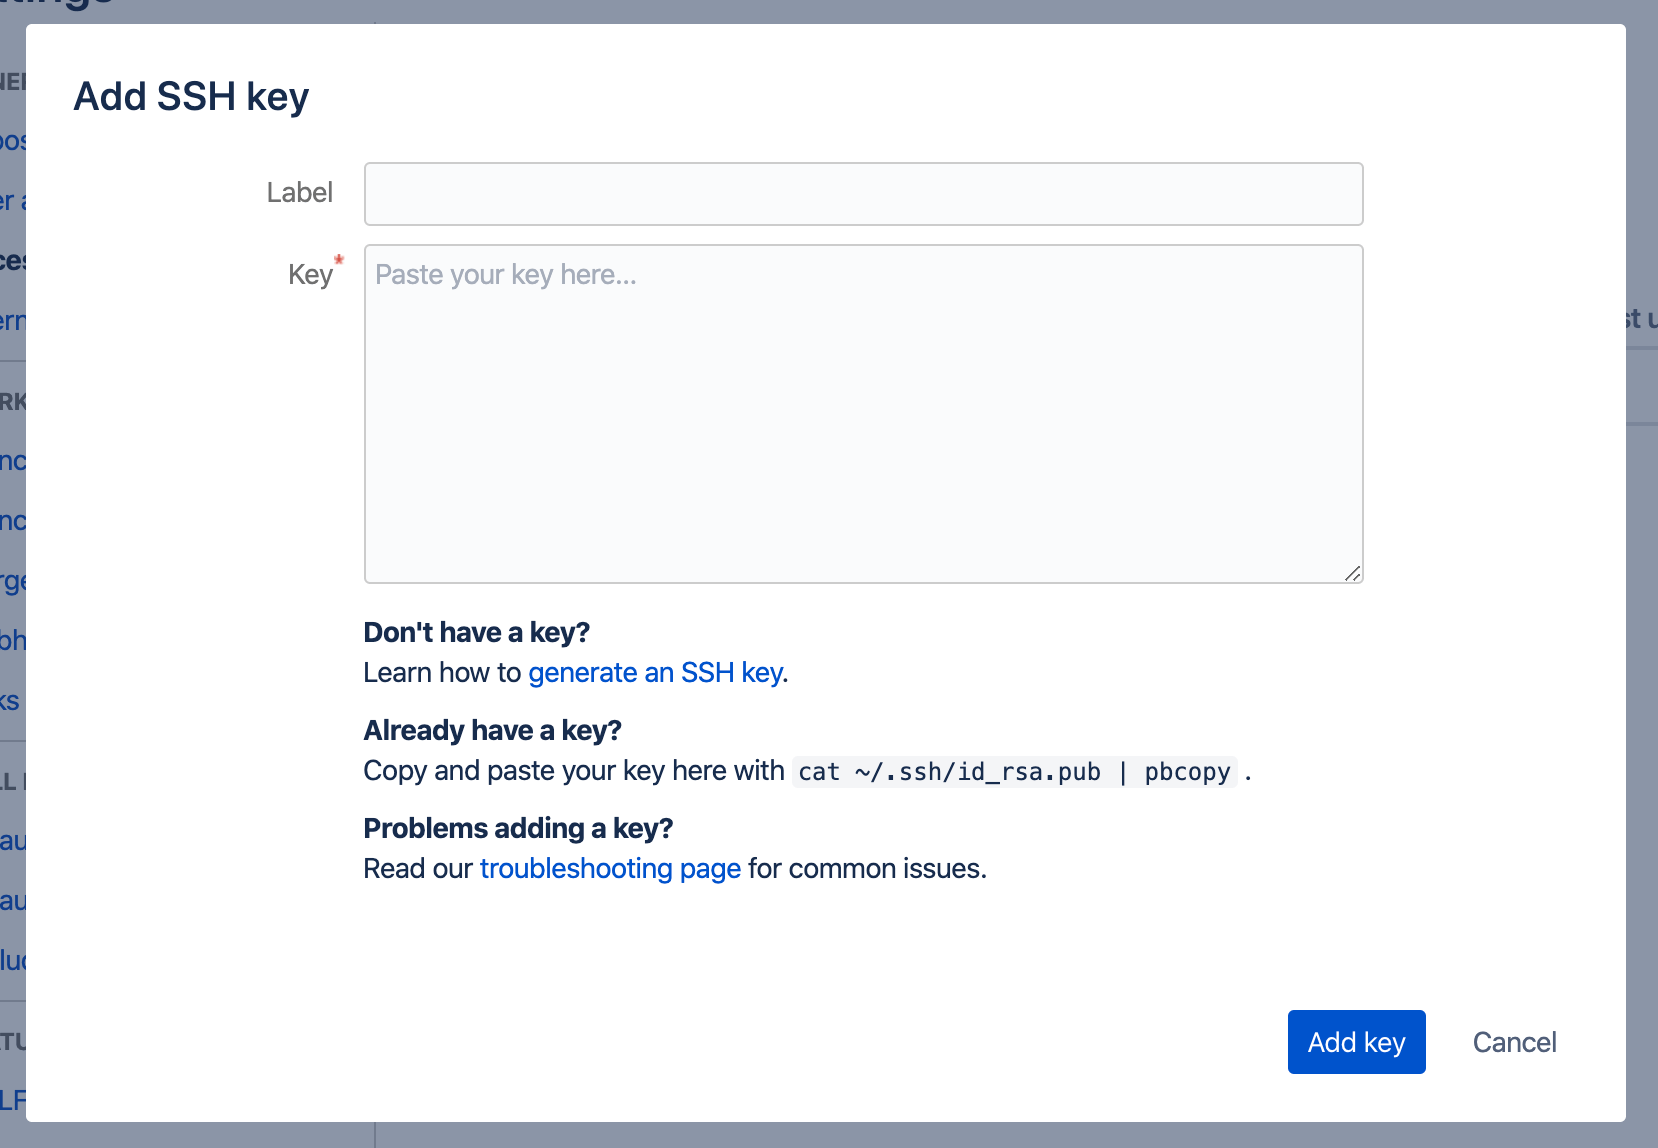 Add SSH key
Label
Key*
Paste your key here...
Don't have a key?
Learn how to generate an SSH key.
Already have a key?
Copy and paste your key here with cat ~/.ssh/id_rsa.pub | pbcopy .
Problems adding a key?
Read our troubleshooting page for common issues.
Add key
Cancel